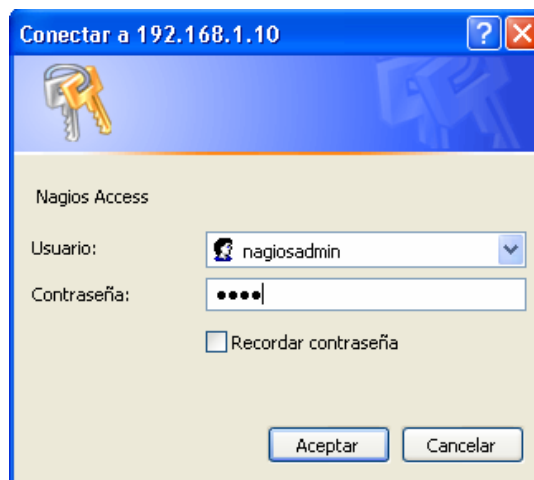 Conectar a 192.168.1.10
Nagios Access
Usuario: nagiosadmin
Contraseña: ••••
Recordar contraseña
Aceptar Cancelar